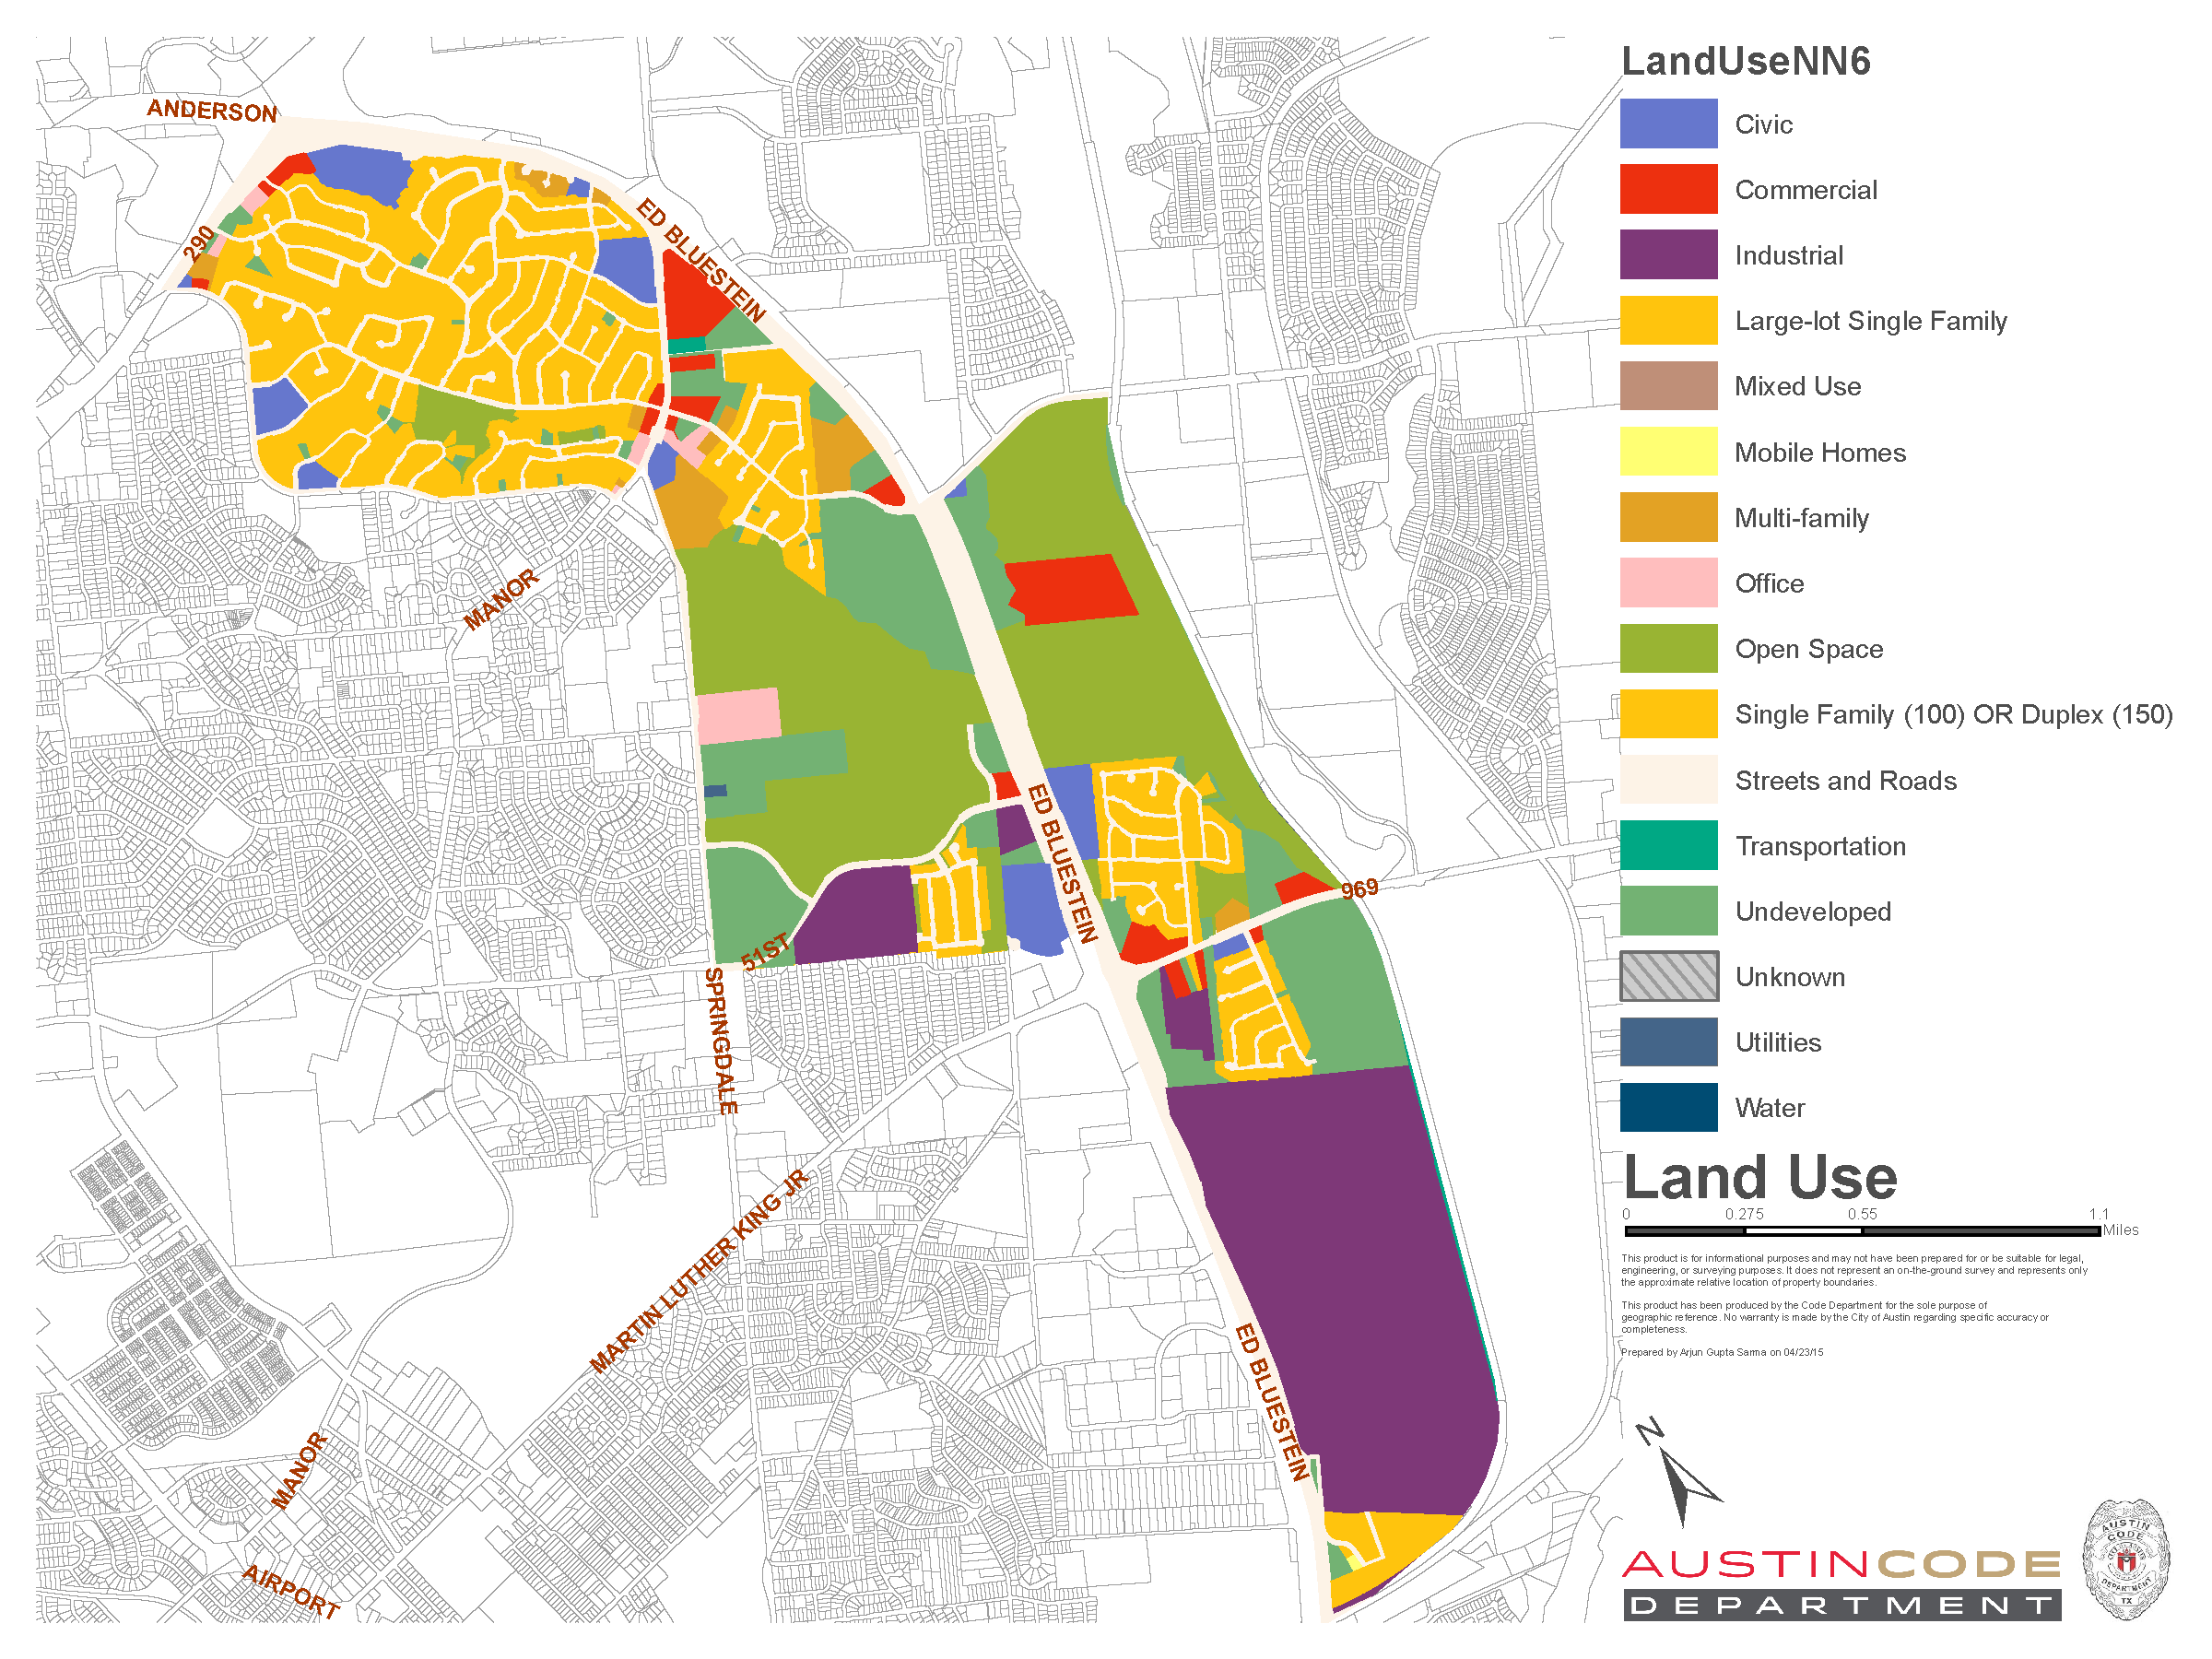 LandUseNN6
Civic
Commercial
Industrial
Large-lot Single Family
Mixed Use
Mobile Homes
Multi-family
Office
Open Space
Single Family (100) OR Duplex (150)
Streets and Roads
Transportation
Undeveloped
Unknown
Utilities
Water
Land Use
0 0.275 0.55 1.1
Miles
This product is for informational purposes and may not have been prepared for or be suitable for legal,
engineering, or surveying purposes. It does not represent an on-the-ground survey and represents only
the approximate relative location of property boundaries.
This product has been produced by the Code Department for the sole purpose of
geographic reference. No warranty is made by the City of Austin regarding specific accuracy or
completeness.
Prepared by Arjun Gupta Sarma on 04/23/15
N
AUSTINCODE
DEPARTMENT
AUSTIN
CODE
DEPARTMENT
TX
ANDERSON
290
ED BLUESTEIN
MANOR
ED BLUESTEIN
969
51ST
SPRINGDALE
MARTIN LUTHER KING JR
ED BLUESTEIN
MANOR
AIRPORT